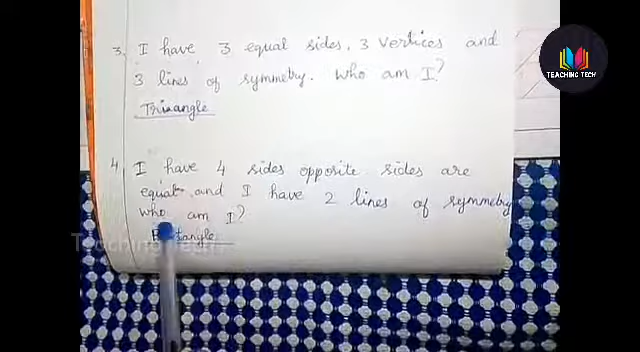 3. I have 3 equal sides, 3 vertices and
3 lines of symmetry. Who am I?
Triangle
4. I have 4 sides opposite sides are
equal and I have 2 lines of symmetry
Who am I?
Rectangle
TEACHING TECH